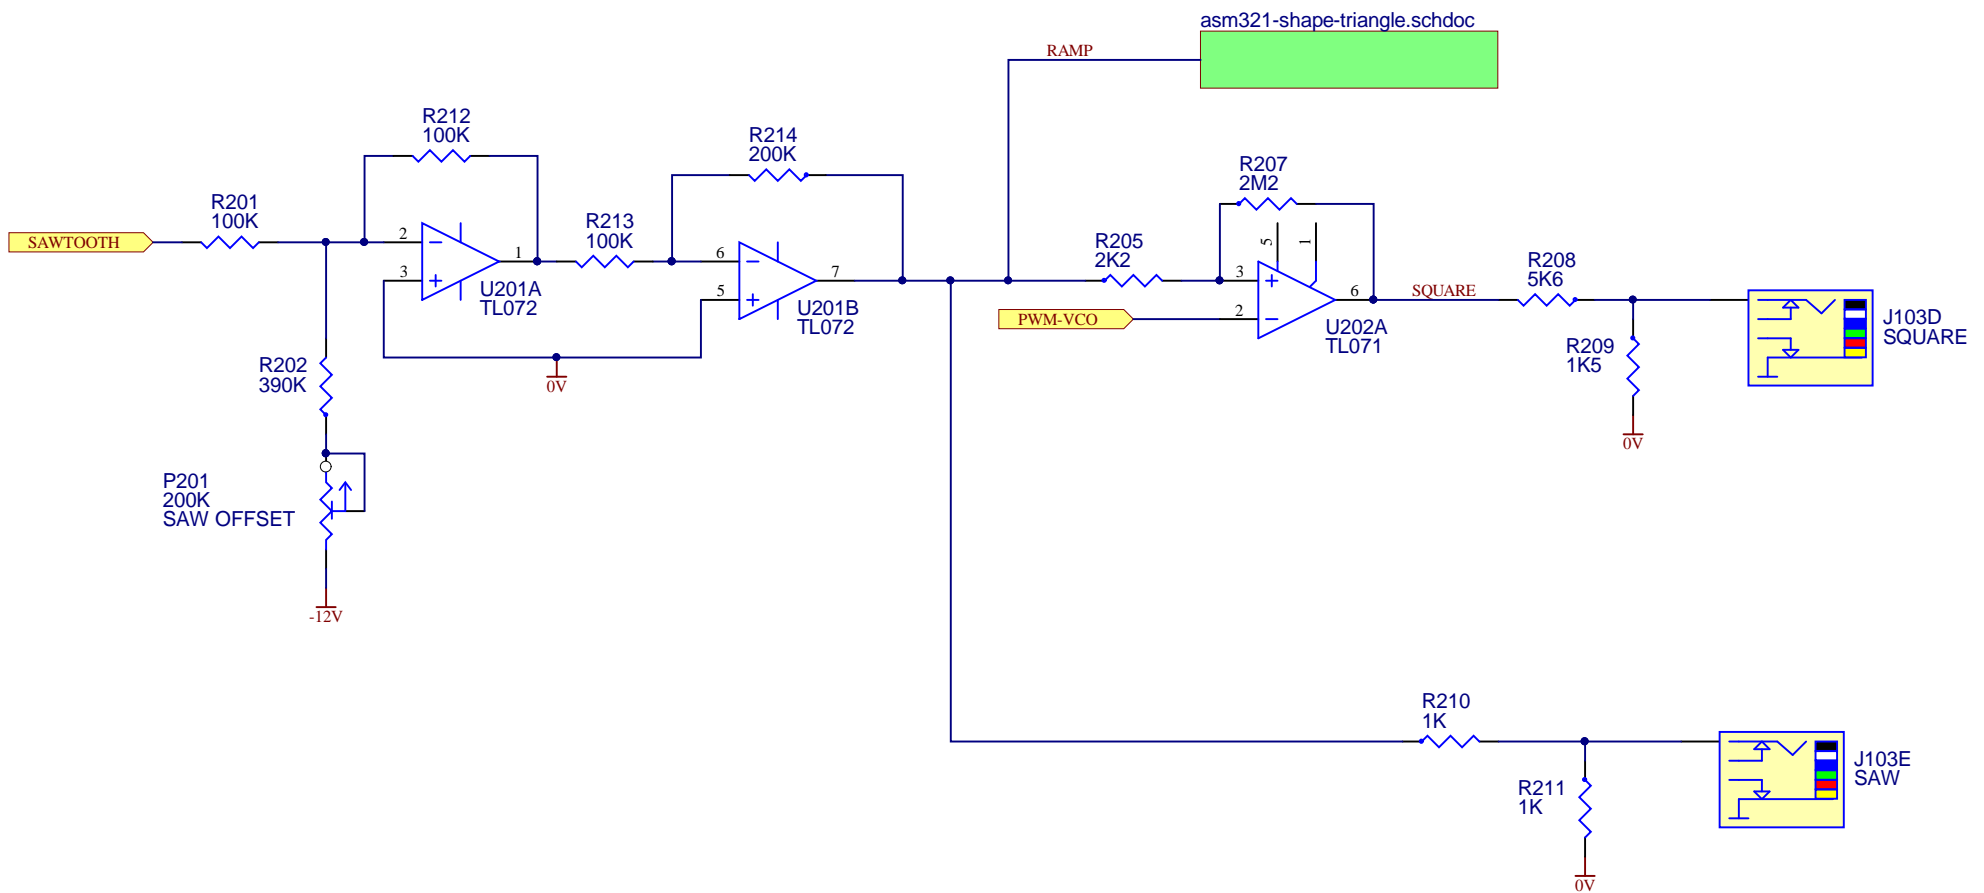 asm321-shape-triangle.schdoc
RAMP
R212
100K
R214
200K
R207
2M2
R201
100K
R213
100K
R205
2K2
R208
5K6
SAWTOOTH
2
3
1
U201A
TL072
6
5
7
U201B
TL072
5
1
3
2
6
U202A
TL071
PWM-VCO
SQUARE
J103D
SQUARE
R209
1K5
0V
0V
R202
390K
P201
200K
SAW OFFSET
-12V
R210
1K
J103E
SAW
R211
1K
0V